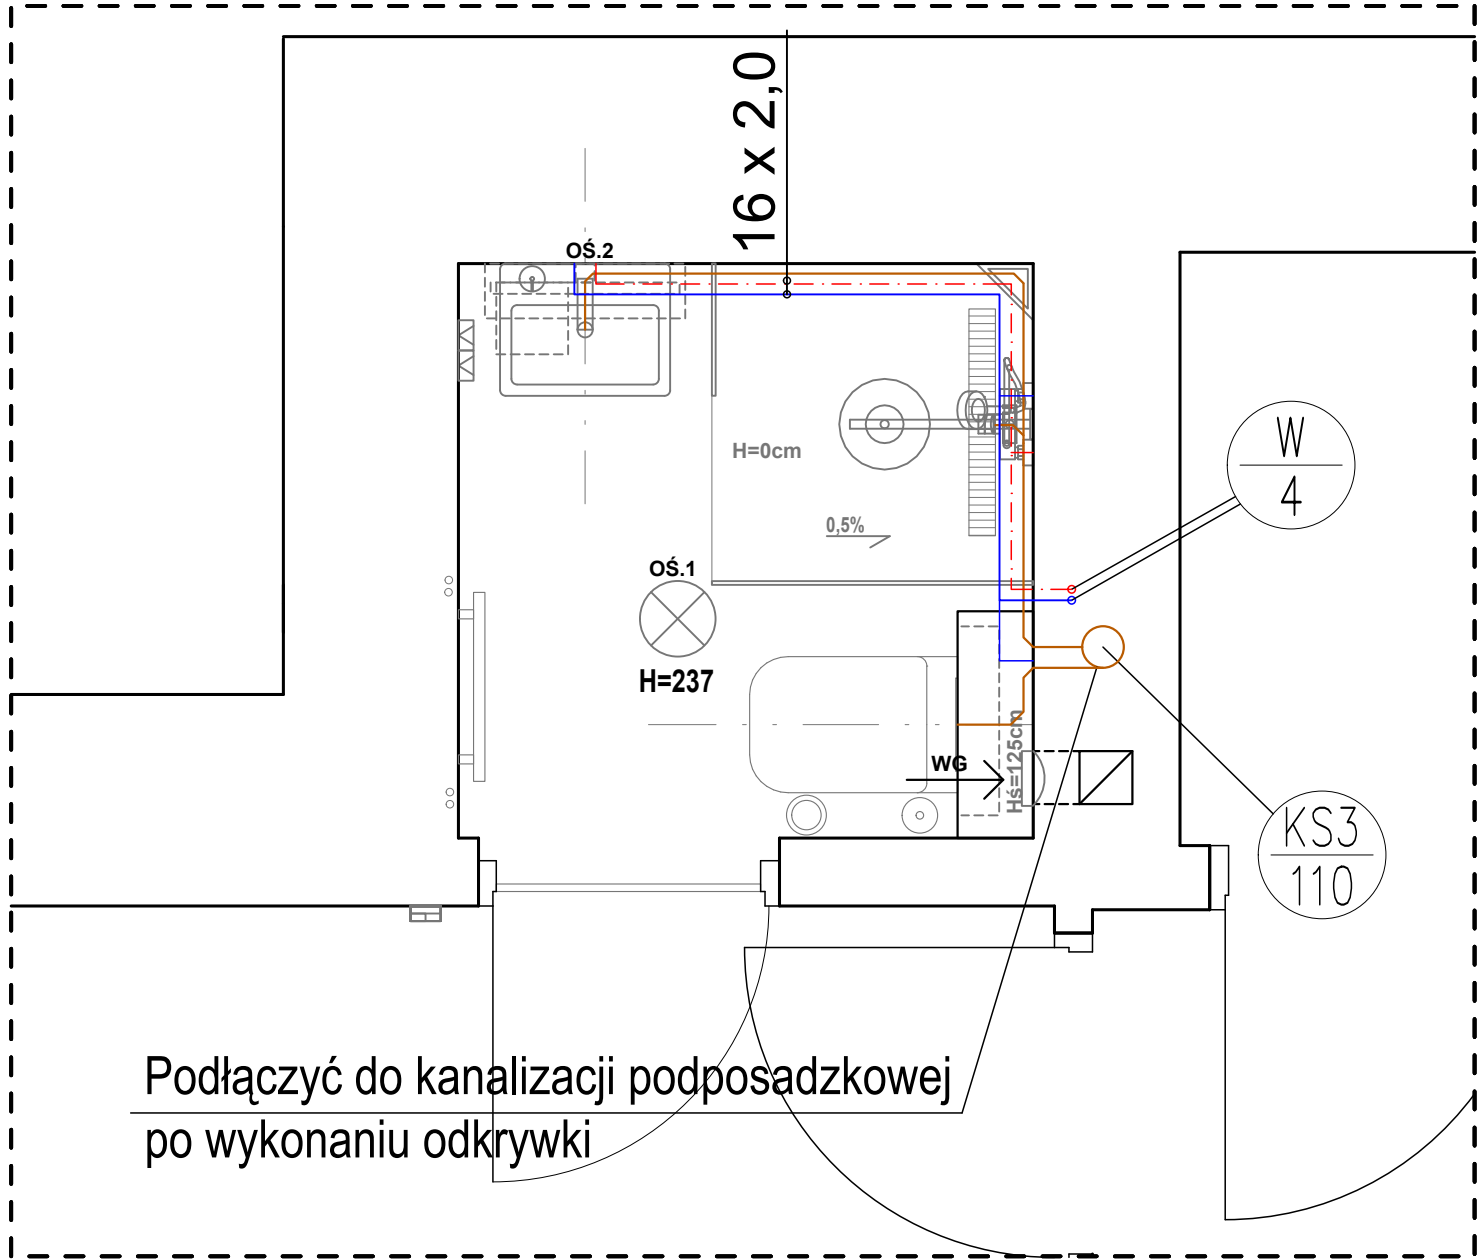 16 x 2,0
OŚ.2
H=0cm
0,5%
W
4
OŚ.1
H=237
WG
Hś=125cm
KS3
110
Podłączyć do kanalizacji podposadzkowej
po wykonaniu odkrywki